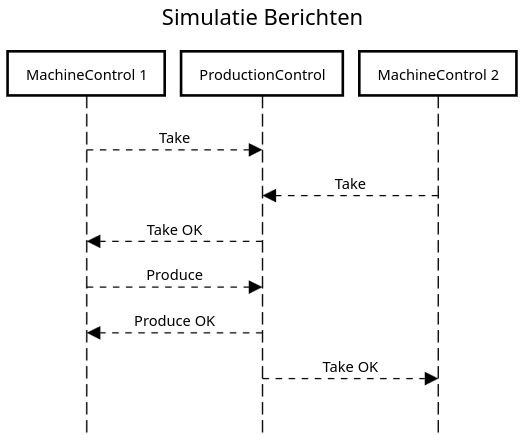 Simulatie Berichten
MachineControl 1
ProductionControl
MachineControl 2
Take
Take
Take OK
Produce
Produce OK
Take OK